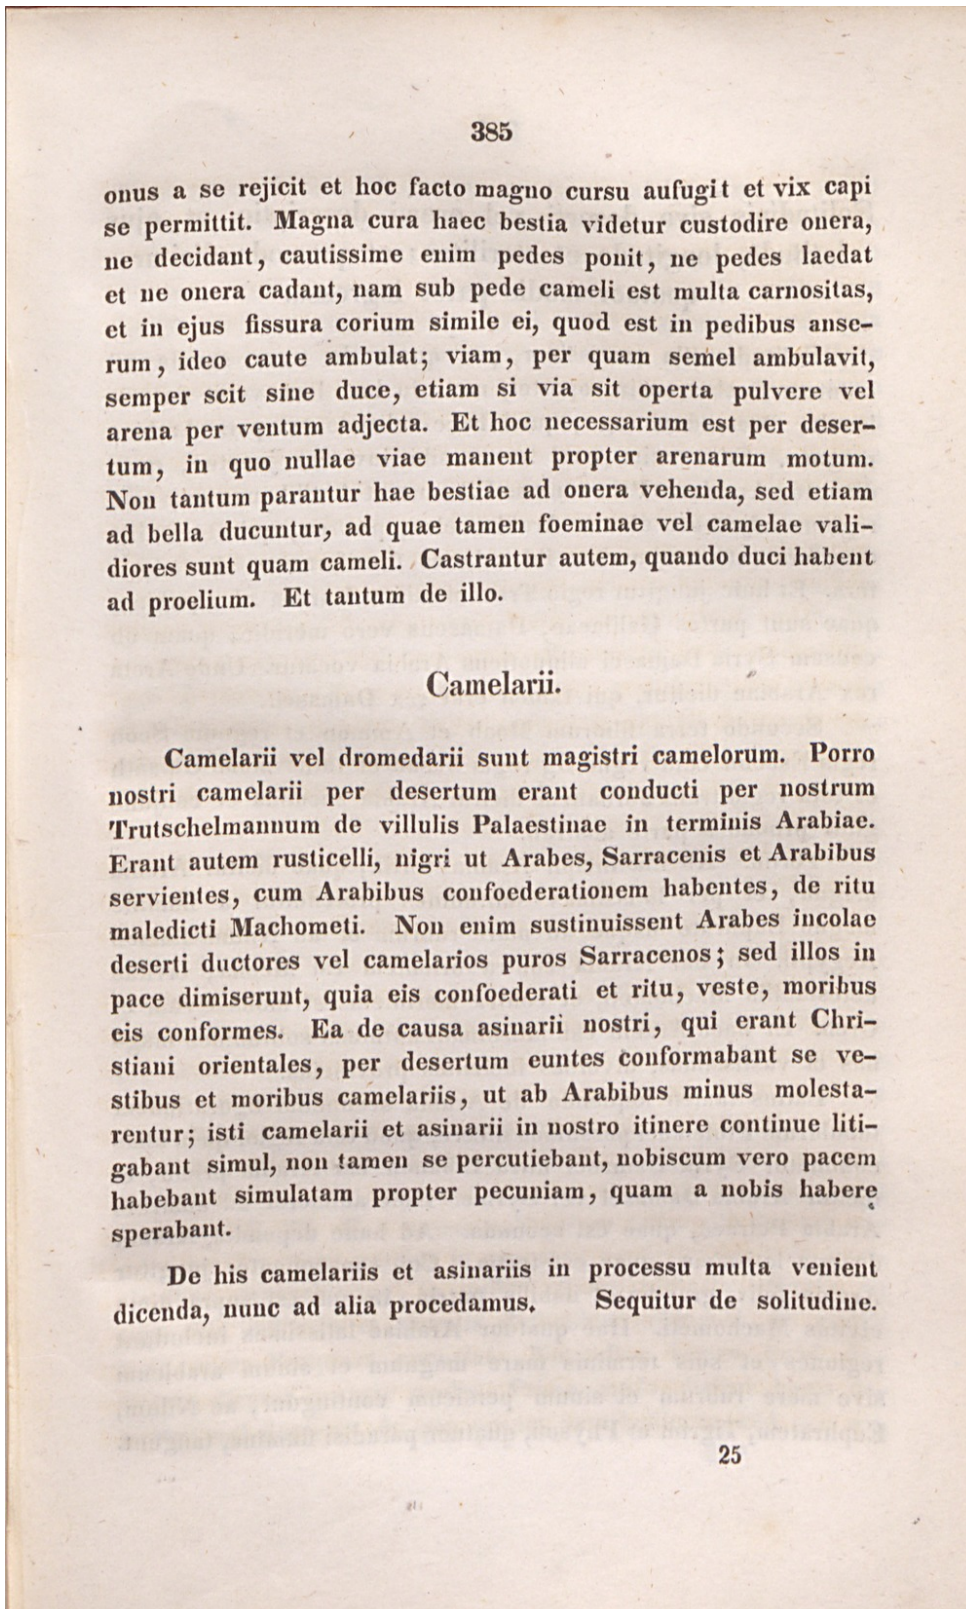 385
onus a se rejicit et hoc facto magno cursu aufugit et vix capi
se permittit. Magna cura haec bestia videtur custodire onera,
ne decidant, cautissime enim pedes ponit, ne pedes laedat
et ne onera cadant, nam sub pede cameli est multa carnositas,
et in ejus fissura corium simile ei, quod est in pedibus anse-
rum, ideo caute ambulat; viam, per quam semel ambulavit,
semper scit sine duce, etiam si via sit operta pulvere vel
arena per ventum adjecta. Et hoc necessarium est per deser-
tum, in quo nullae viae manent propter arenarum motum.
Non tantum parantur hae bestiae ad onera vehenda, sed etiam
ad bella ducuntur, ad quae tamen foeminae vel camelae vali-
diores sunt quam cameli. Castrantur autem, quando duci habent
ad proelium. Et tantum de illo.
Camelarii.
Camelarii vel dromedarii sunt magistri camelorum. Porro
nostri camelarii per desertum erant conducti per nostrum
Trutschelmannum de villulis Palaestinae in terminis Arabiae.
Erant autem rusticelli, nigri ut Arabes, Sarracenis et Arabibus
servientes, cum Arabibus confoederationem habentes, de ritu
maledicti Machometi. Non enim sustinuissent Arabes incolae
deserti ductores vel camelarios puros Sarracenos; sed illos in
pace dimiserunt, quia eis confoederati et ritu, veste, moribus
eis conformes. Ea de causa asinarii nostri, qui erant Chri-
stiani orientales, per desertum euntes conformabant se ve-
stibus et moribus camelariis, ut ab Arabibus minus molesta-
rentur; isti camelarii et asinarii in nostro itinere continue liti-
gabant simul, non tamen se percutiebant, nobiscum vero pacem
habebant simulatam propter pecuniam, quam a nobis habere
sperabant.
De his camelariis et asinariis in processu multa venient
dicenda, nunc ad alia procedamus. Sequitur de solitudine.
25